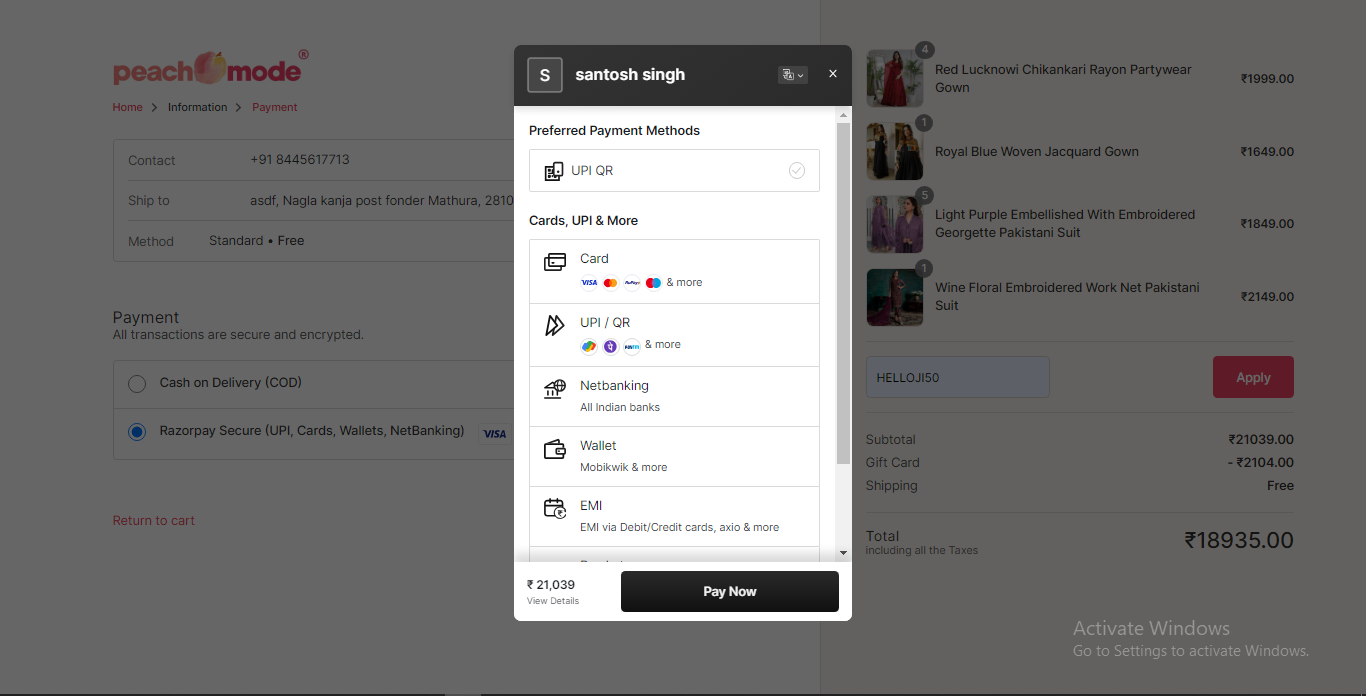 peachmode®
Home > Information > Payment
Contact +91 8445617713
Ship to asdf, Nagla kanja post fonder Mathura, 2810
Method Standard • Free
Payment
All transactions are secure and encrypted.
Cash on Delivery (COD)
Razorpay Secure (UPI, Cards, Wallets, NetBanking) VISA
Return to cart
S santosh singh
Preferred Payment Methods
UPI QR
Cards, UPI & More
Card
VISA RuPay & more
UPI / QR
paytm & more
Netbanking
All Indian banks
Wallet
Mobikwik & more
EMI
EMI via Debit/Credit cards, axio & more
₹ 21,039
View Details
Pay Now
4
Red Lucknowi Chikankari Rayon Partywear
Gown
₹1999.00
1
Royal Blue Woven Jacquard Gown
₹1649.00
5
Light Purple Embellished With Embroidered
Georgette Pakistani Suit
₹1849.00
1
Wine Floral Embroidered Work Net Pakistani
Suit
₹2149.00
HELLOJI50 Apply
Subtotal ₹21039.00
Gift Card - ₹2104.00
Shipping Free
Total ₹18935.00
including all the Taxes
Activate Windows
Go to Settings to activate Windows.